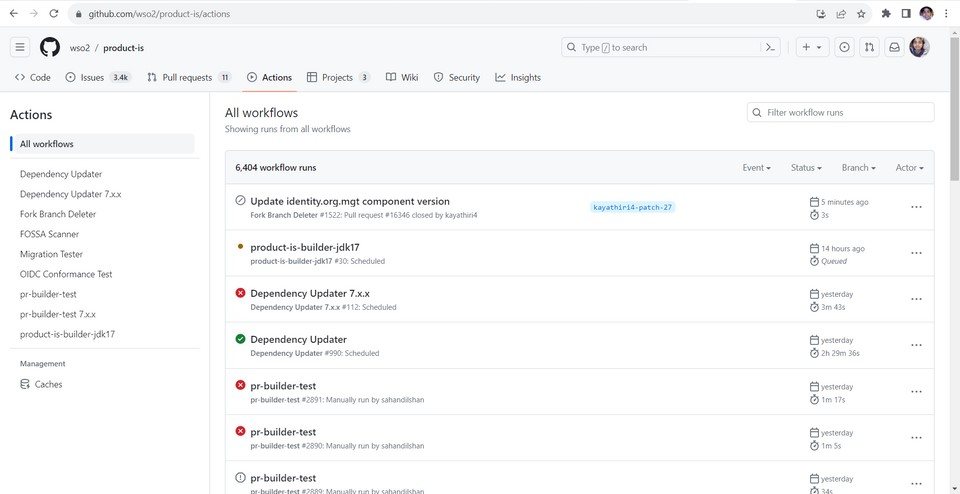 github.com/wso2/product-is/actions
wso2 / product-is
Type / to search
Code
Issues 3.4k
Pull requests 11
Actions
Projects 3
Wiki
Security
Insights
Actions
All workflows
Dependency Updater
Dependency Updater 7.x.x
Fork Branch Deleter
FOSSA Scanner
Migration Tester
OIDC Conformance Test
pr-builder-test
pr-builder-test 7.x.x
product-is-builder-jdk17
Management
Caches
All workflows
Showing runs from all workflows
Filter workflow runs
6,404 workflow runs
Event
Status
Branch
Actor
Update identity.org.mgt component version
Fork Branch Deleter #1522: Pull request #16346 closed by kayathiri4
kayathiri4-patch-27
5 minutes ago
3s
product-is-builder-jdk17
product-is-builder-jdk17 #30: Scheduled
14 hours ago
Queued
Dependency Updater 7.x.x
Dependency Updater 7.x.x #112: Scheduled
yesterday
3m 43s
Dependency Updater
Dependency Updater #990: Scheduled
yesterday
2h 29m 36s
pr-builder-test
pr-builder-test #2891: Manually run by sahandilshan
yesterday
1m 17s
pr-builder-test
pr-builder-test #2890: Manually run by sahandilshan
yesterday
1m 5s
pr-builder-test
pr-builder-test #2889: Manually run by sahandilshan
yesterday
34s